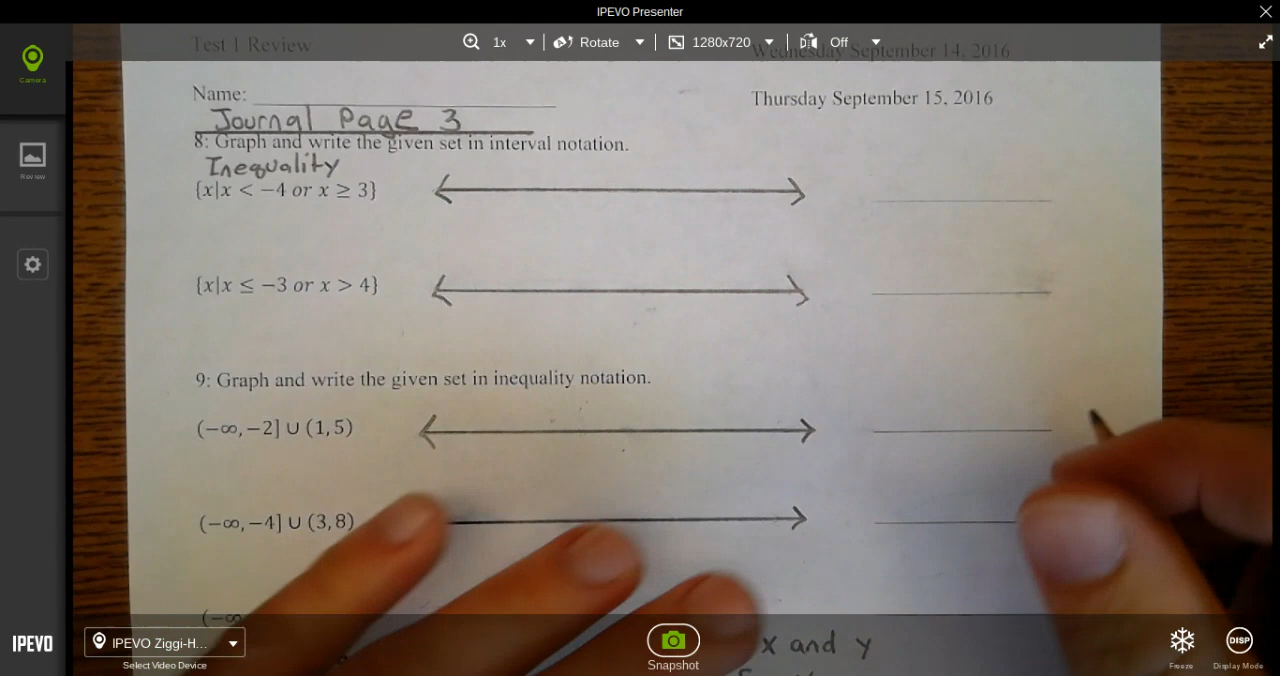 IPEVO Presenter
1x Rotate 1280x720 Off
Camera
Review
Test 1 Review
Wednesday September 14, 2016
Name:
Thursday September 15, 2016
Journal Page 3
8: Graph and write the given set in interval notation.
Inequality
{x|x < −4 or x ≥ 3}
{x|x ≤ −3 or x > 4}
9: Graph and write the given set in inequality notation.
(−∞, −2] ∪ (1, 5)
(−∞, −4] ∪ (3, 8)
(−∞
x and y
IPEVO
IPEVO Ziggi-H...
Select Video Device
Snapshot
Freeze
DISP
Display Mode